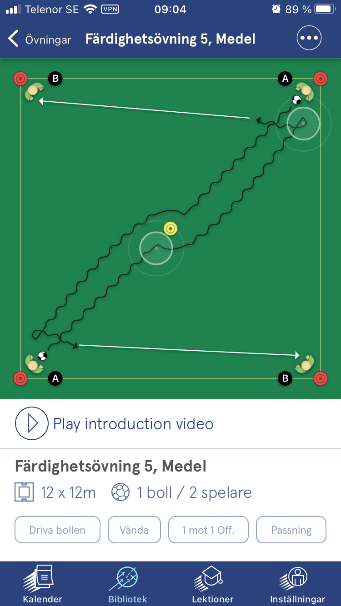 Telenor SE VPN 09:04 89 %
Övningar Färdighetsövning 5, Medel
B A
A B
Play introduction video
Färdighetsövning 5, Medel
12 x 12m 1 boll / 2 spelare
Driva bollen Vända 1 mot 1 Off. Passning
Kalender Bibliotek Lektioner Inställningar